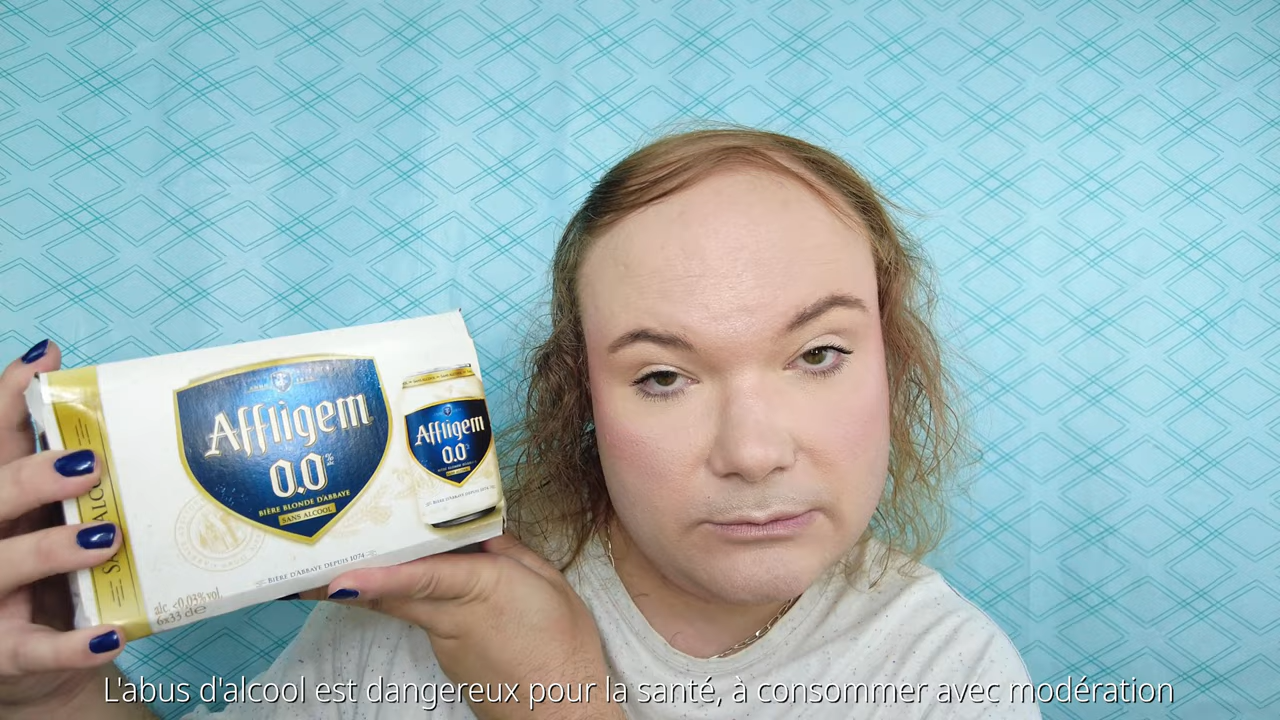 Affligem
0,0%
BIÈRE BLONDE D'ABBAYE
SANS ALCOOL
BIÈRE D'ABBAYE DEPUIS 1074
alc. <0,03% vol.
6x33 cl e
Affligem
0,0
L'abus d'alcool est dangereux pour la santé, à consommer avec modération